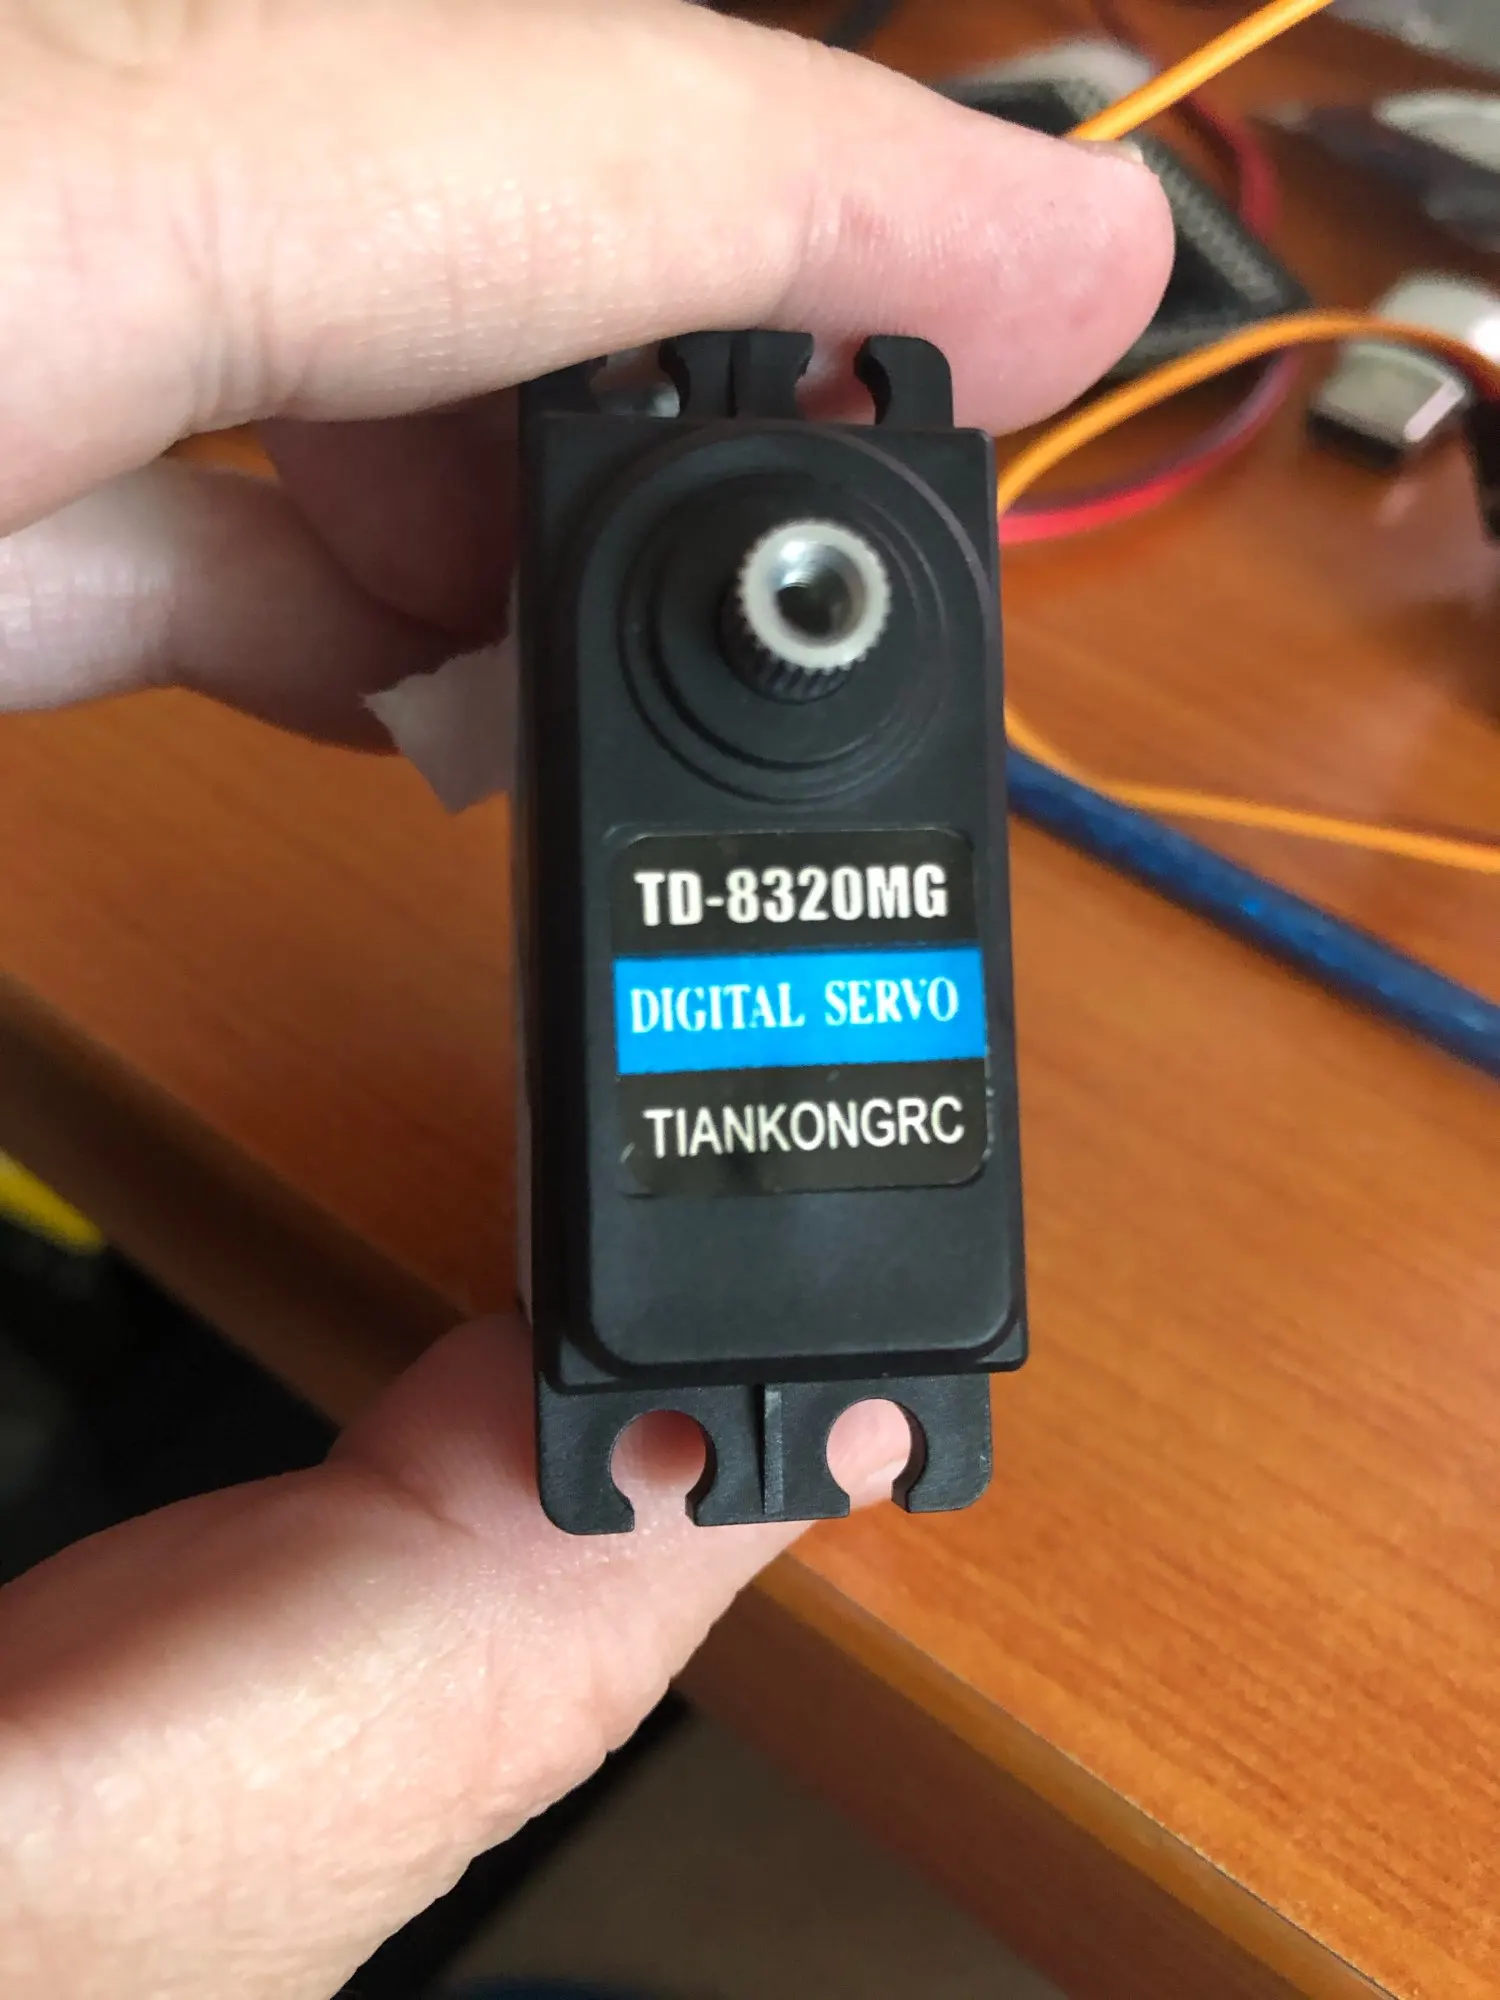 TD-8320MG
DIGITAL SERVO
TIANKONGRC